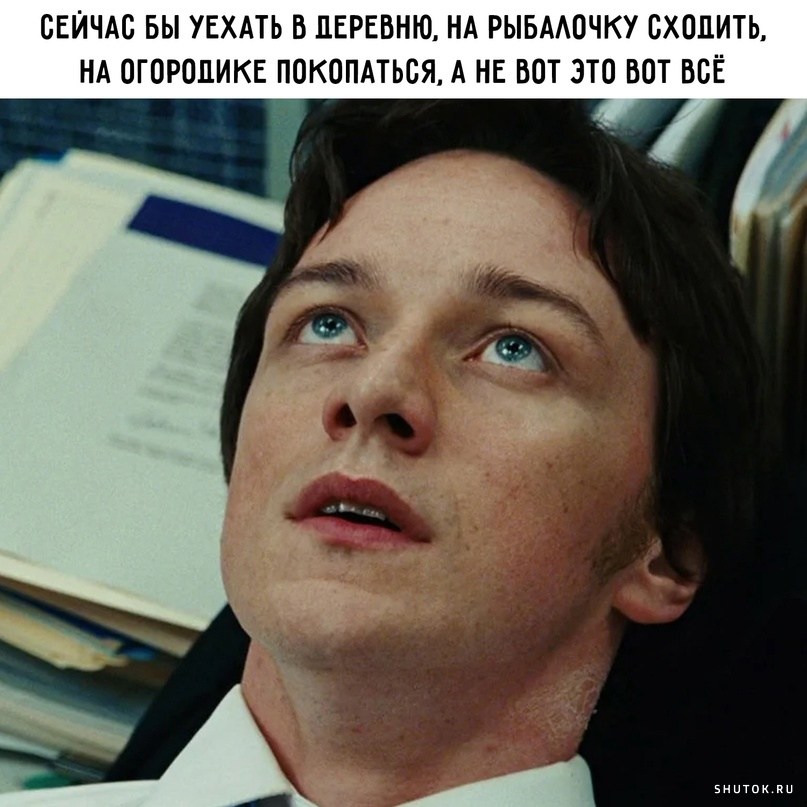 СЕЙЧАС БЫ УЕХАТЬ В ДЕРЕВНЮ, НА РЫБАЛОЧКУ СХОДИТЬ,
НА ОГОРОДИКЕ ПОКОПАТЬСЯ, А НЕ ВОТ ЭТО ВОТ ВСЁ
SHUTOK.RU